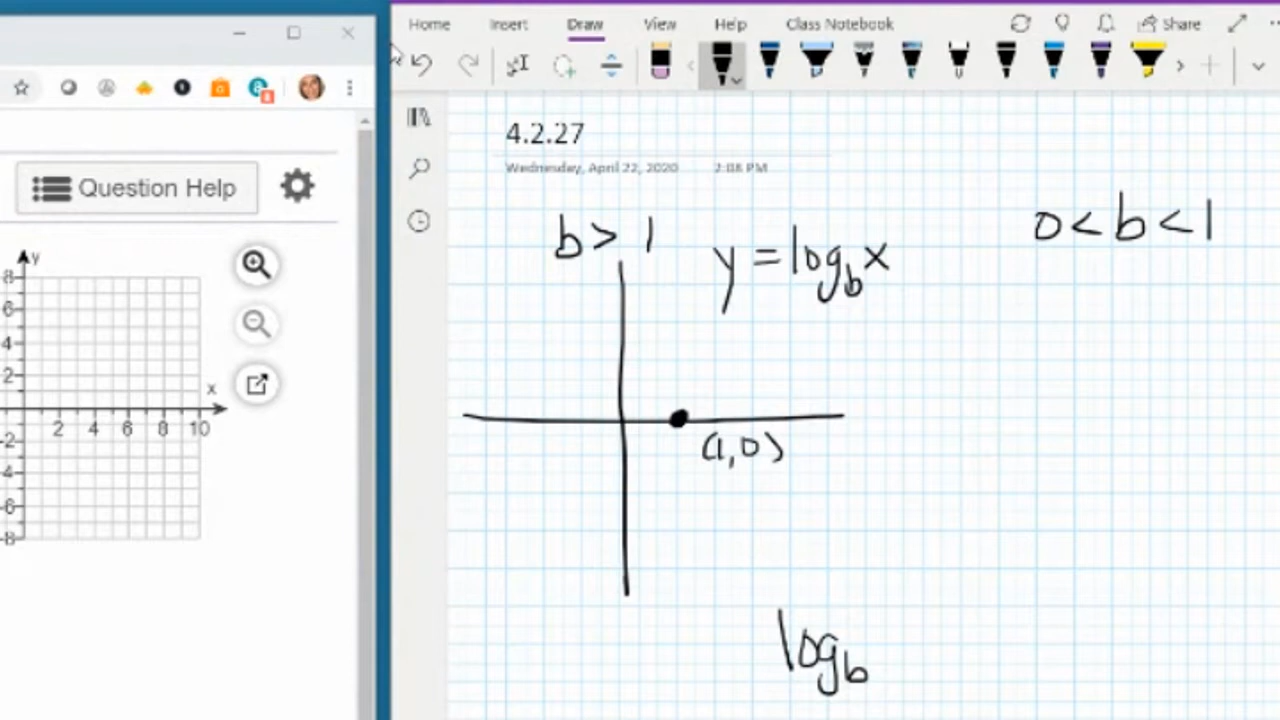 Home Insert Draw View Help Class Notebook Share
Question Help
4.2.27
Wednesday, April 22, 2020 2:08 PM
b > 1
y = log_b x
0 < b < 1
y
8
6
4
2
x
2 4 6 8 10
-2
-4
-6
-8
(1,0)
log_b